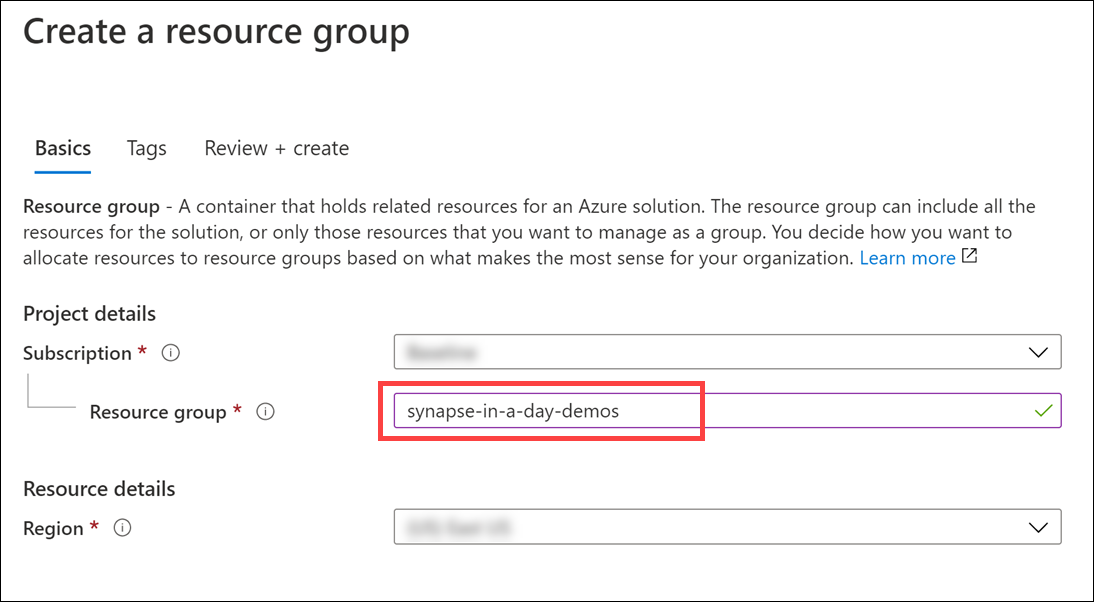 Create a resource group
Basics Tags Review + create
Resource group - A container that holds related resources for an Azure solution. The resource group can include all the
resources for the solution, or only those resources that you want to manage as a group. You decide how you want to
allocate resources to resource groups based on what makes the most sense for your organization. Learn more
Project details
Subscription *
Resource group * synapse-in-a-day-demos
Resource details
Region *